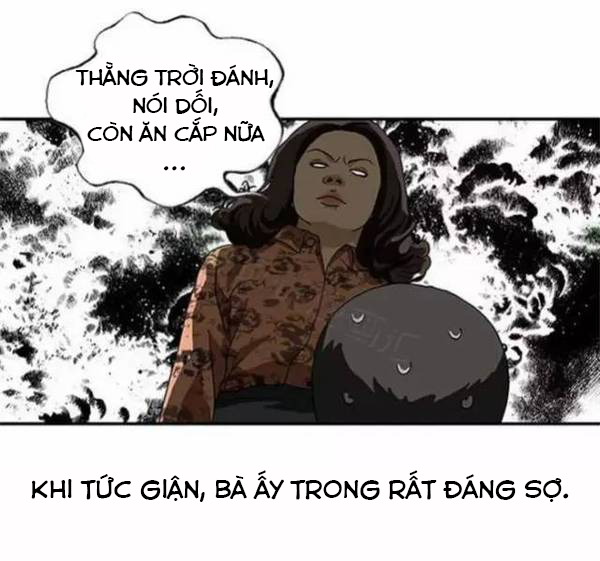 THẰNG TRỜI ĐÁNH,
NÓI DỐI,
CÒN ĂN CẮP NỮA
...
KHI TỨC GIẬN, BÀ ẤY TRONG RẤT ĐÁNG SỢ.